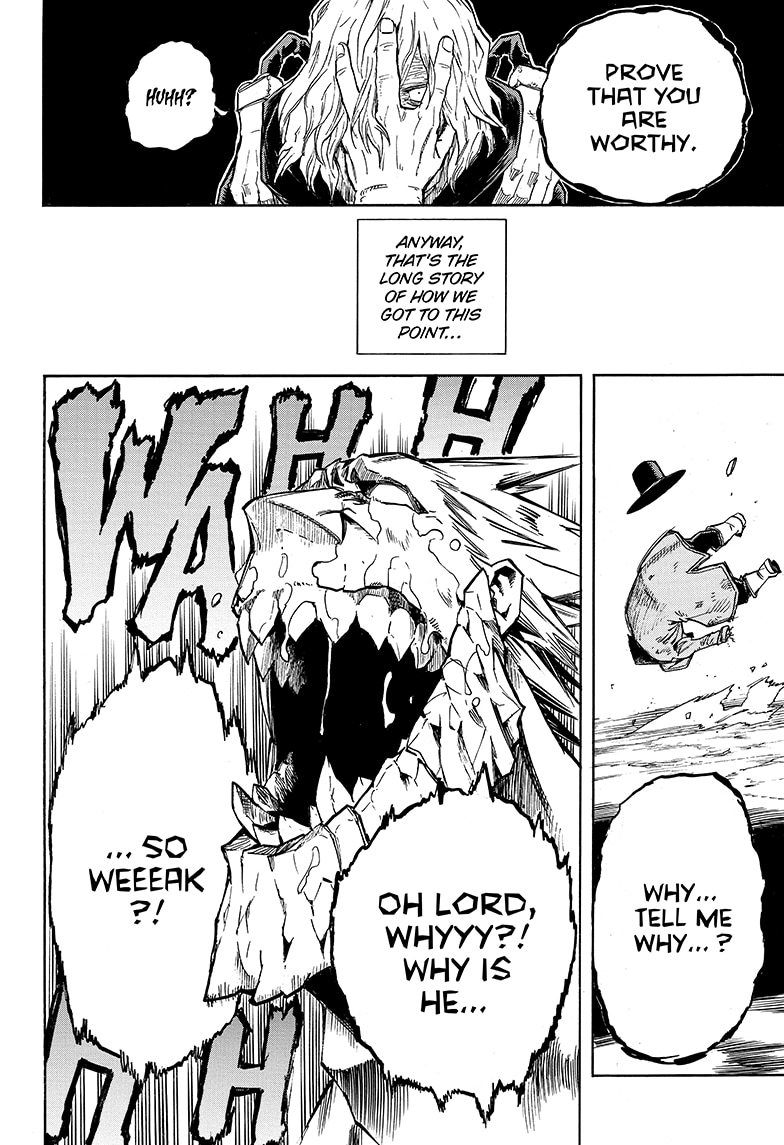 PROVE
THAT YOU
ARE
WORTHY.
HUHH?
ANYWAY,
THAT'S THE
LONG STORY
OF HOW WE
GOT TO THIS
POINT...
WHY...
TELL ME
WHY...?
WAHH
OH LORD,
WHYYY?!
WHY IS
HE...
...SO
WEEEAK
?!
HH